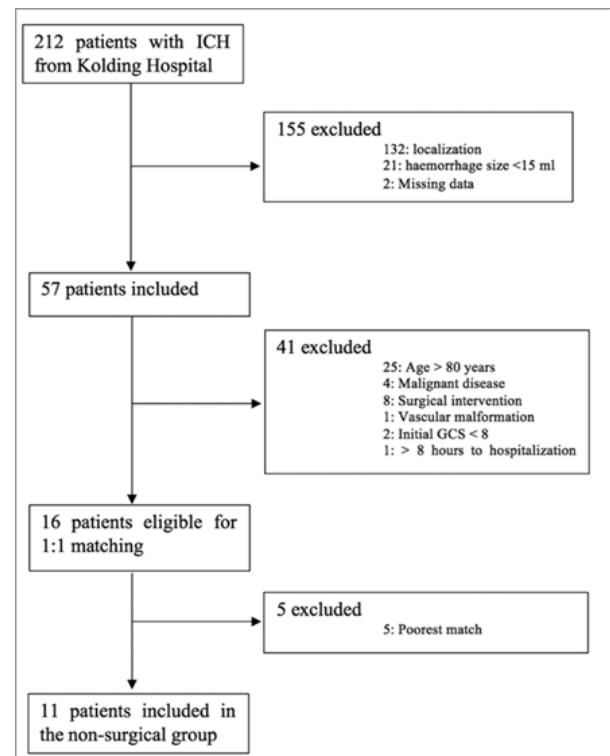 212 patients with ICH
from Kolding Hospital
155 excluded
132: localization
21: haemorrhage size <15 ml
2: Missing data
57 patients included
41 excluded
25: Age > 80 years
4: Malignant disease
8: Surgical intervention
1: Vascular malformation
2: Initial GCS < 8
1: > 8 hours to hospitalization
16 patients eligible for
1:1 matching
5 excluded
5: Poorest match
11 patients included in
the non-surgical group